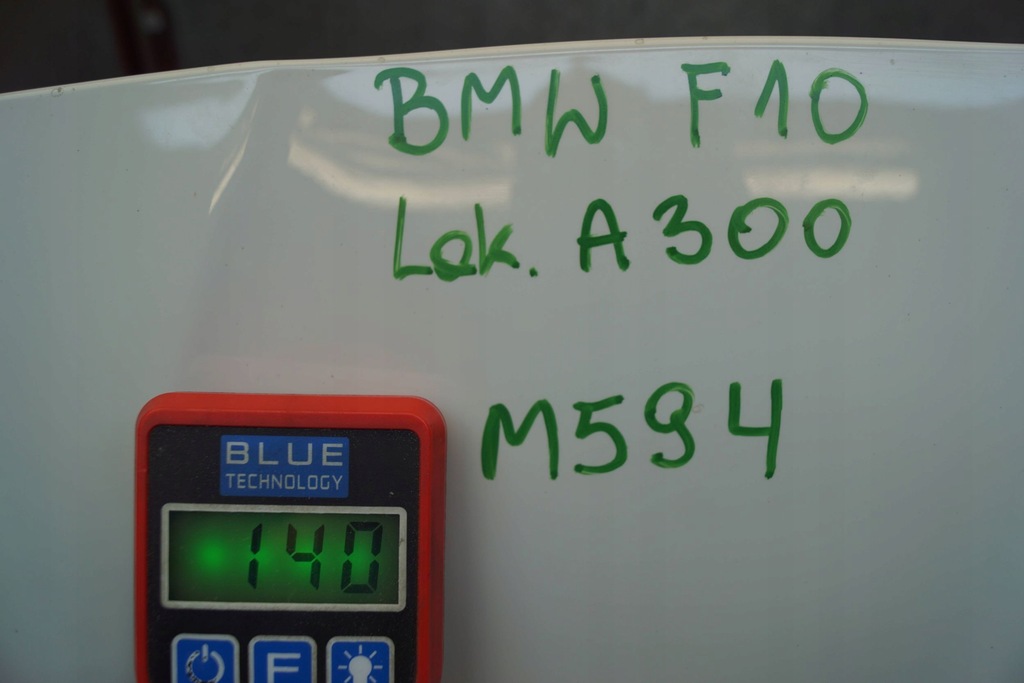 BMW F10
Lok. A300
M594
BLUE
TECHNOLOGY
140
F